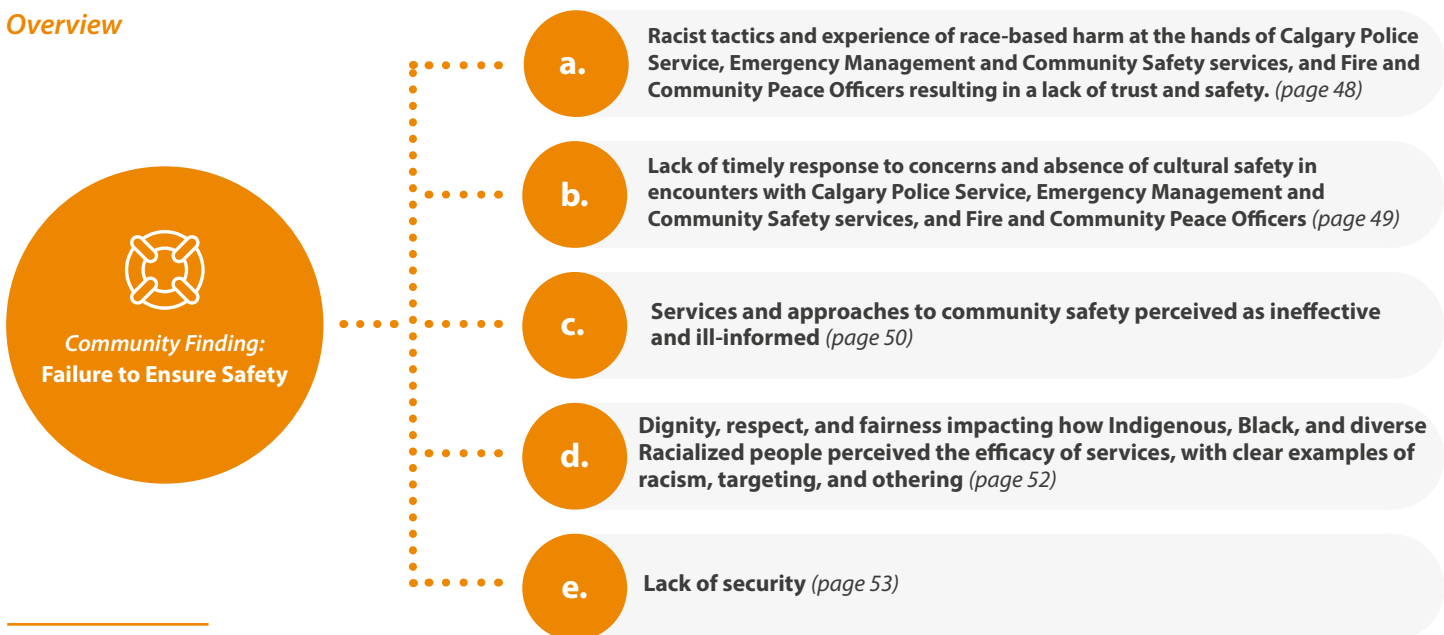 Overview
Community Finding:
Failure to Ensure Safety
a.
Racist tactics and experience of race-based harm at the hands of Calgary Police
Service, Emergency Management and Community Safety services, and Fire and
Community Peace Officers resulting in a lack of trust and safety. (page 48)
b.
Lack of timely response to concerns and absence of cultural safety in
encounters with Calgary Police Service, Emergency Management and
Community Safety services, and Fire and Community Peace Officers (page 49)
c.
Services and approaches to community safety perceived as ineffective
and ill-informed (page 50)
d.
Dignity, respect, and fairness impacting how Indigenous, Black, and diverse
Racialized people perceived the efficacy of services, with clear examples of
racism, targeting, and othering (page 52)
e.
Lack of security (page 53)